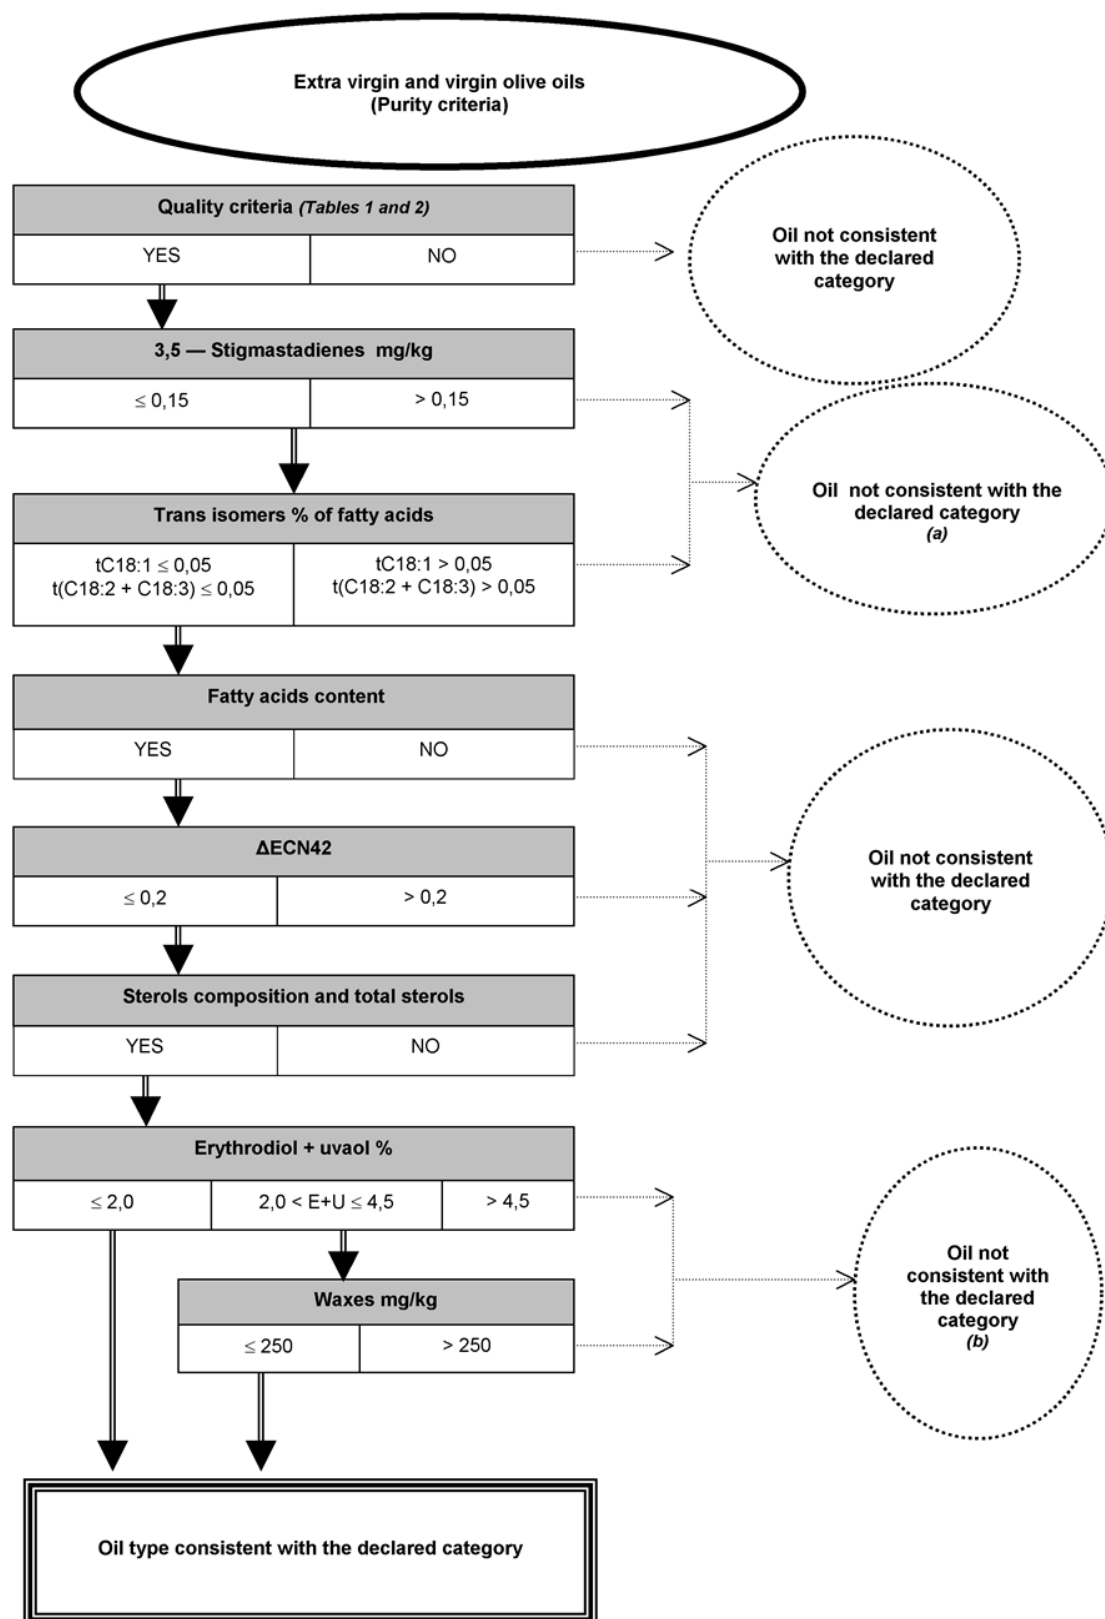 Extra virgin and virgin olive oils
(Purity criteria)
Quality criteria (Tables 1 and 2)
YES
NO
Oil not consistent
with the declared
category
3,5 — Stigmastadienes mg/kg
≤ 0,15
> 0,15
Oil not consistent with the
declared category
(a)
Trans isomers % of fatty acids
tC18:1 ≤ 0,05
t(C18:2 + C18:3) ≤ 0,05
tC18:1 > 0,05
t(C18:2 + C18:3) > 0,05
Fatty acids content
YES
NO
ΔECN42
≤ 0,2
> 0,2
Oil not consistent
with the declared
category
Sterols composition and total sterols
YES
NO
Erythrodiol + uvaol %
≤ 2,0
2,0 < E+U ≤ 4,5
> 4,5
Waxes mg/kg
≤ 250
> 250
Oil not
consistent with
the declared
category
(b)
Oil type consistent with the declared category